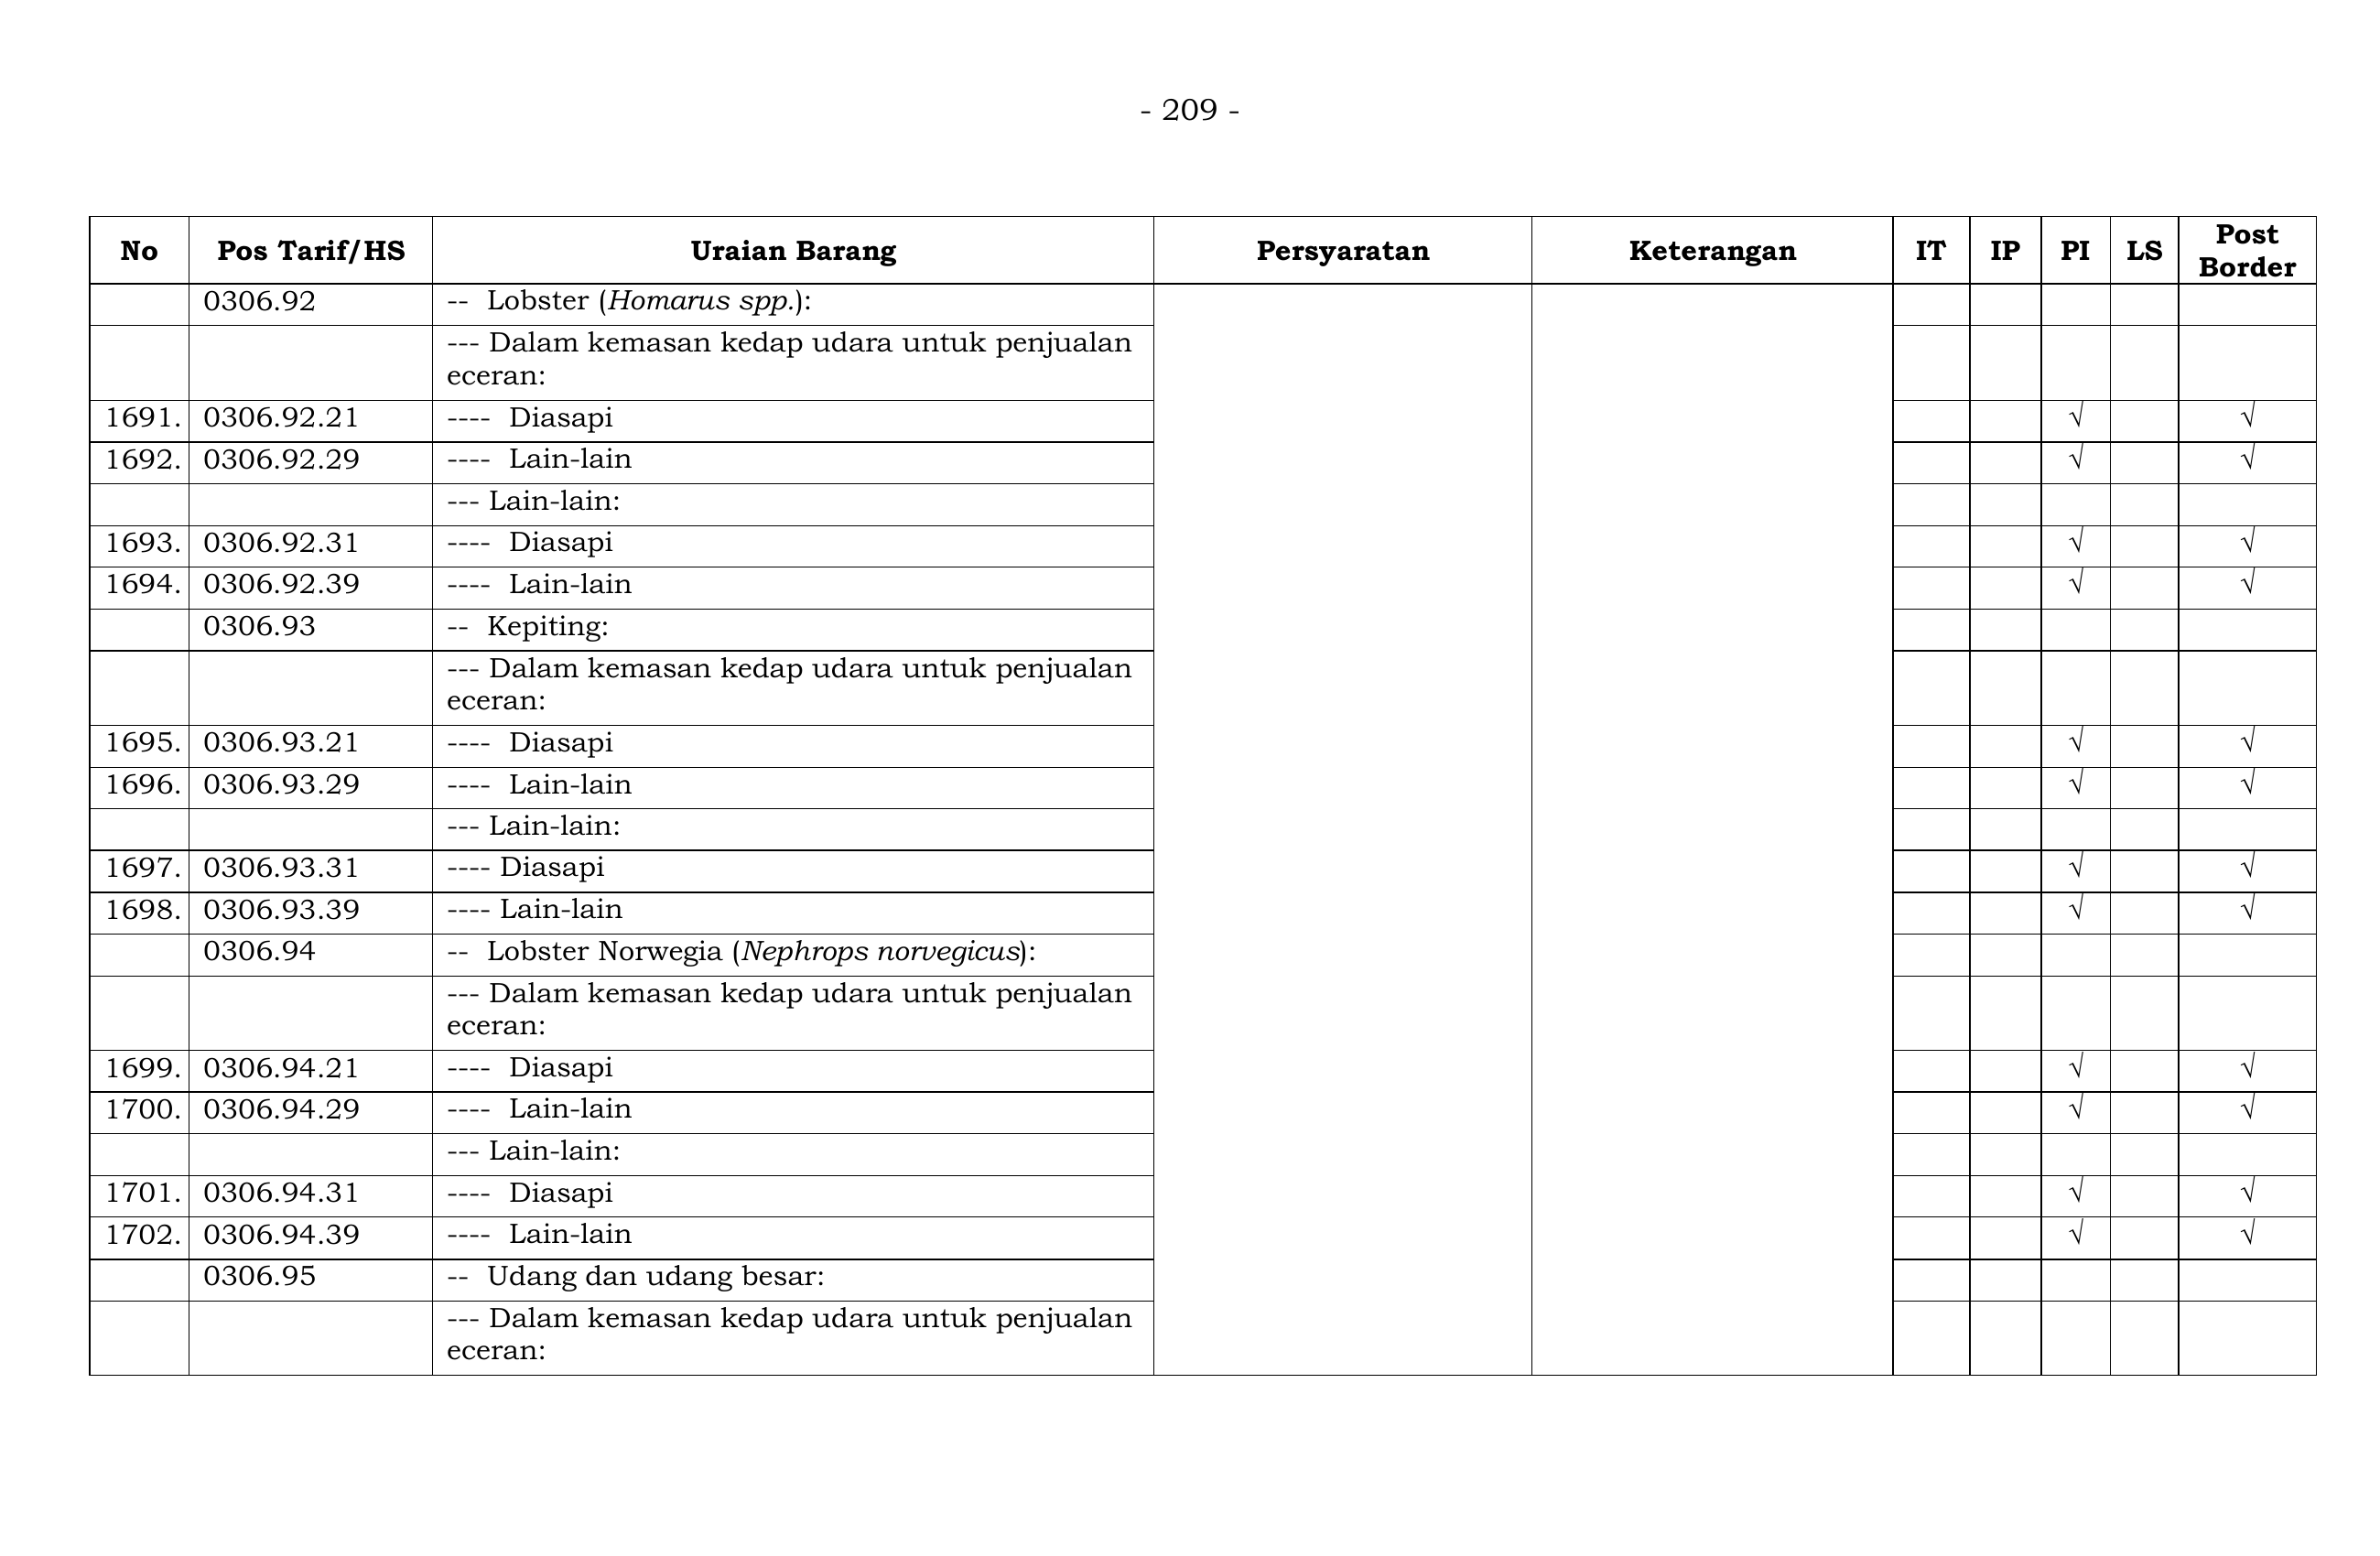 - 209 -
No Pos Tarif/HS Uraian Barang Persyaratan Keterangan IT IP PI LS Post Border
0306.92 -- Lobster (Homarus spp.):
--- Dalam kemasan kedap udara untuk penjualan
eceran:
1691. 0306.92.21 ---- Diasapi √ √
1692. 0306.92.29 ---- Lain-lain √ √
--- Lain-lain:
1693. 0306.92.31 ---- Diasapi √ √
1694. 0306.92.39 ---- Lain-lain √ √
0306.93 -- Kepiting:
--- Dalam kemasan kedap udara untuk penjualan
eceran:
1695. 0306.93.21 ---- Diasapi √ √
1696. 0306.93.29 ---- Lain-lain √ √
--- Lain-lain:
1697. 0306.93.31 ---- Diasapi √ √
1698. 0306.93.39 ---- Lain-lain √ √
0306.94 -- Lobster Norwegia (Nephrops norvegicus):
--- Dalam kemasan kedap udara untuk penjualan
eceran:
1699. 0306.94.21 ---- Diasapi √ √
1700. 0306.94.29 ---- Lain-lain √ √
--- Lain-lain:
1701. 0306.94.31 ---- Diasapi √ √
1702. 0306.94.39 ---- Lain-lain √ √
0306.95 -- Udang dan udang besar:
--- Dalam kemasan kedap udara untuk penjualan
eceran: